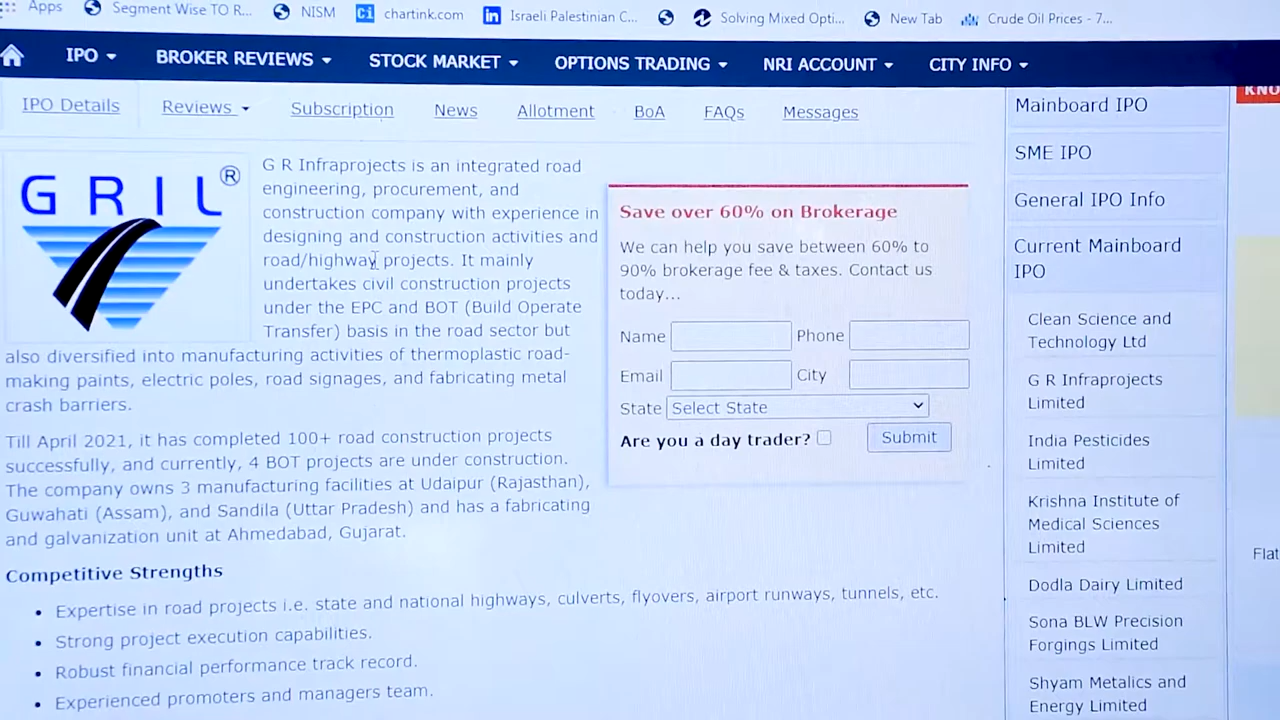 Apps
Segment Wise TO R...
NISM
chartink.com
Israeli Palestinian C...
Solving Mixed Opti...
New Tab
Crude Oil Prices - 7...
IPO
BROKER REVIEWS
STOCK MARKET
OPTIONS TRADING
NRI ACCOUNT
CITY INFO
IPO Details
Reviews
Subscription
News
Allotment
BoA
FAQs
Messages
GRIL®
G R Infraprojects is an integrated road
engineering, procurement, and
construction company with experience in
designing and construction activities and
road/highway projects. It mainly
undertakes civil construction projects
under the EPC and BOT (Build Operate
Transfer) basis in the road sector but
also diversified into manufacturing activities of thermoplastic road-
making paints, electric poles, road signages, and fabricating metal
crash barriers.
Till April 2021, it has completed 100+ road construction projects
successfully, and currently, 4 BOT projects are under construction.
The company owns 3 manufacturing facilities at Udaipur (Rajasthan),
Guwahati (Assam), and Sandila (Uttar Pradesh) and has a fabricating
and galvanization unit at Ahmedabad, Gujarat.
Competitive Strengths
• Expertise in road projects i.e. state and national highways, culverts, flyovers, airport runways, tunnels, etc.
• Strong project execution capabilities.
• Robust financial performance track record.
• Experienced promoters and managers team.
Save over 60% on Brokerage
We can help you save between 60% to
90% brokerage fee & taxes. Contact us
today...
Name
Phone
Email
City
State
Select State
Are you a day trader?
Submit
Mainboard IPO
SME IPO
General IPO Info
Current Mainboard
IPO
Clean Science and
Technology Ltd
G R Infraprojects
Limited
India Pesticides
Limited
Krishna Institute of
Medical Sciences
Limited
Dodla Dairy Limited
Sona BLW Precision
Forgings Limited
Shyam Metalics and
Energy Limited
KNO
Flat